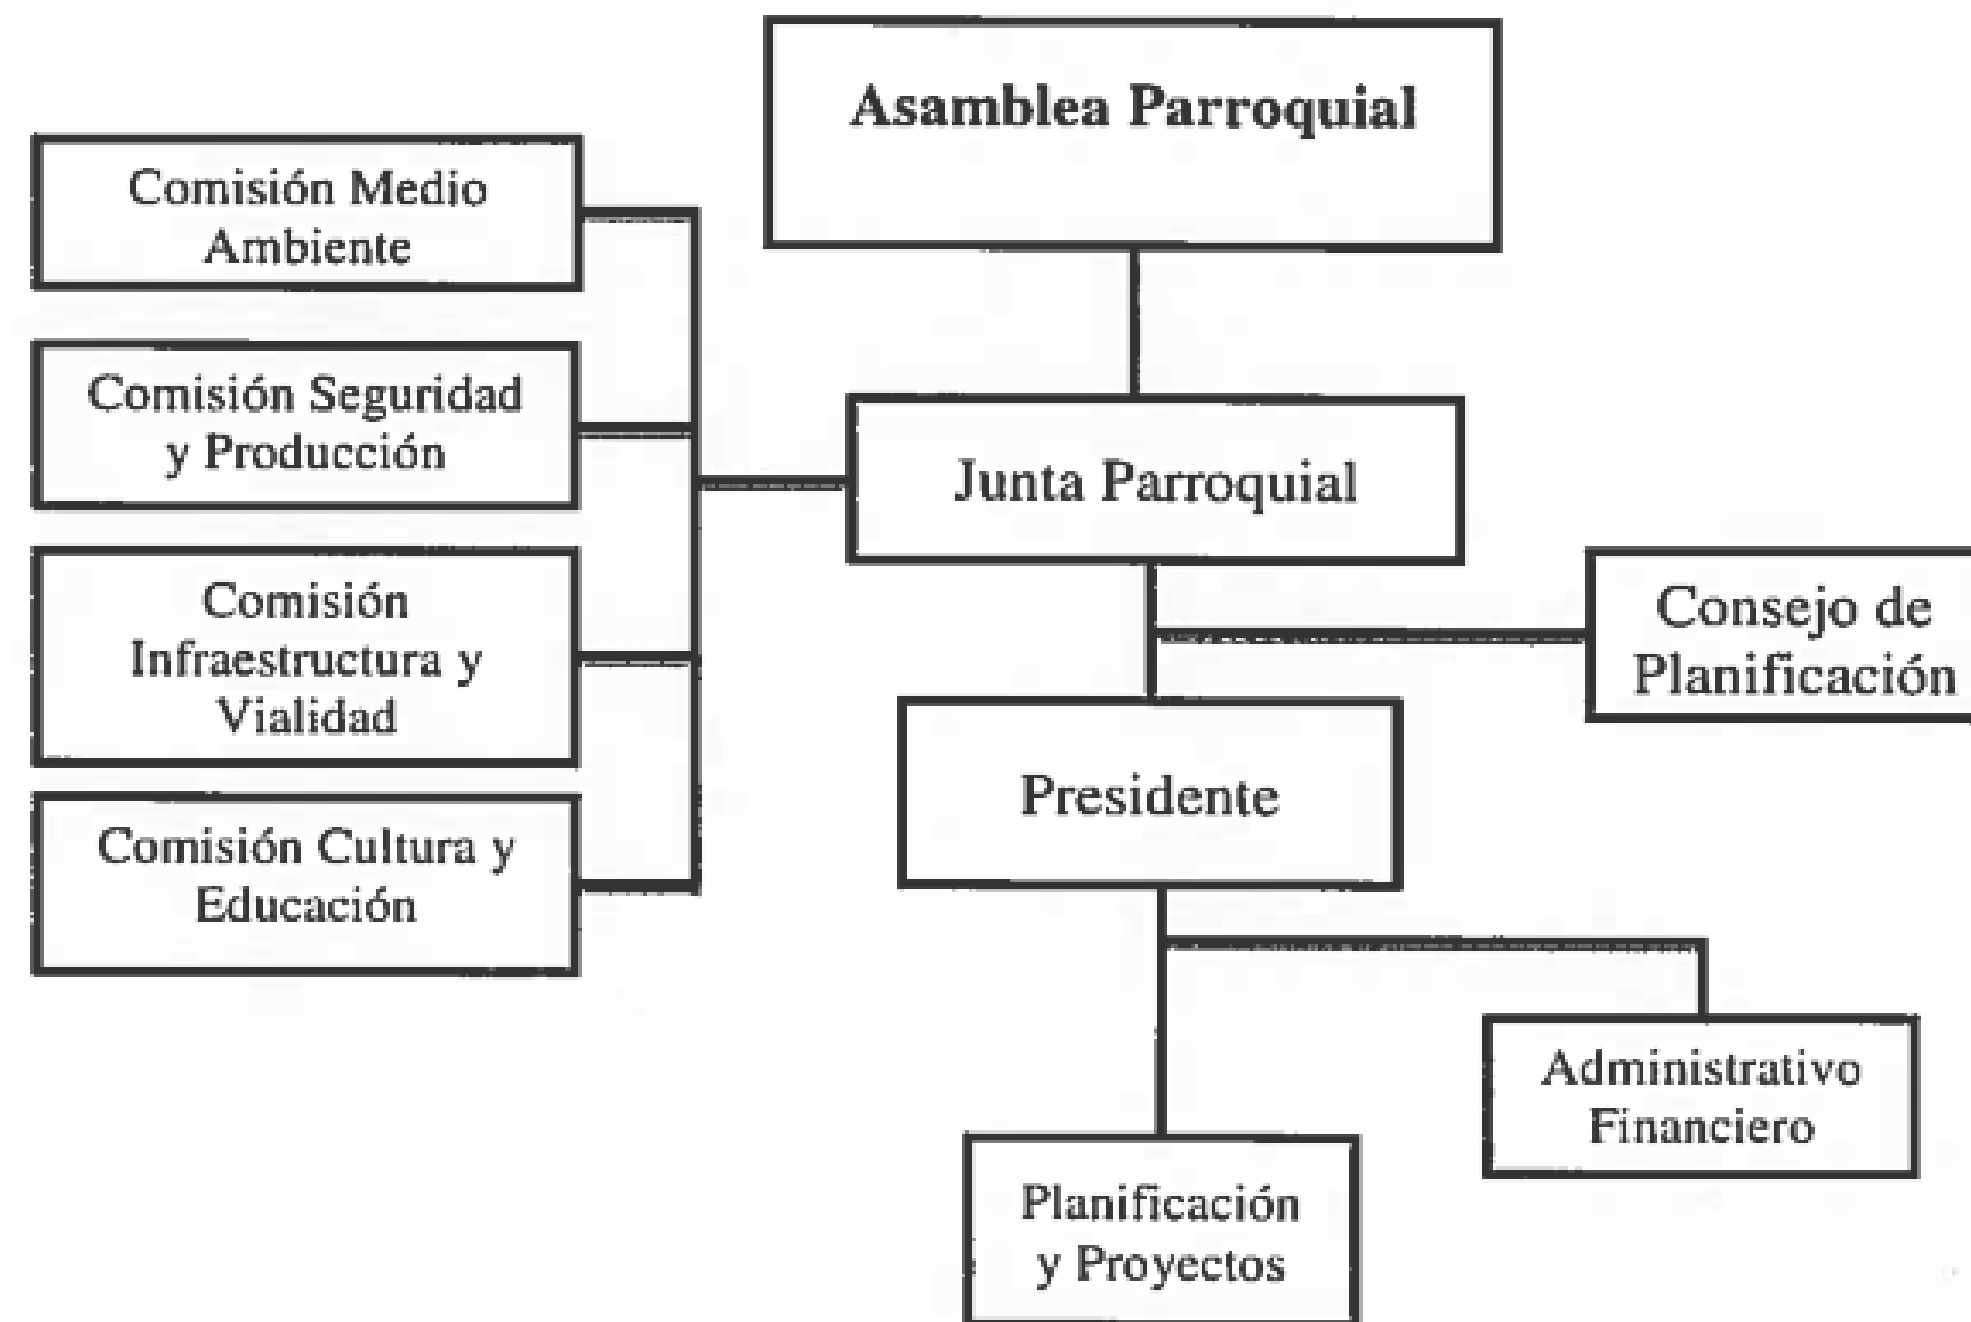 Asamblea Parroquial
Comisión Medio
Ambiente
Comisión Seguridad
y Producción
Junta Parroquial
Comisión
Infraestructura y
Vialidad
Consejo de
Planificación
Presidente
Comisión Cultura y
Educación
Administrativo
Financiero
Planificación
y Proyectos